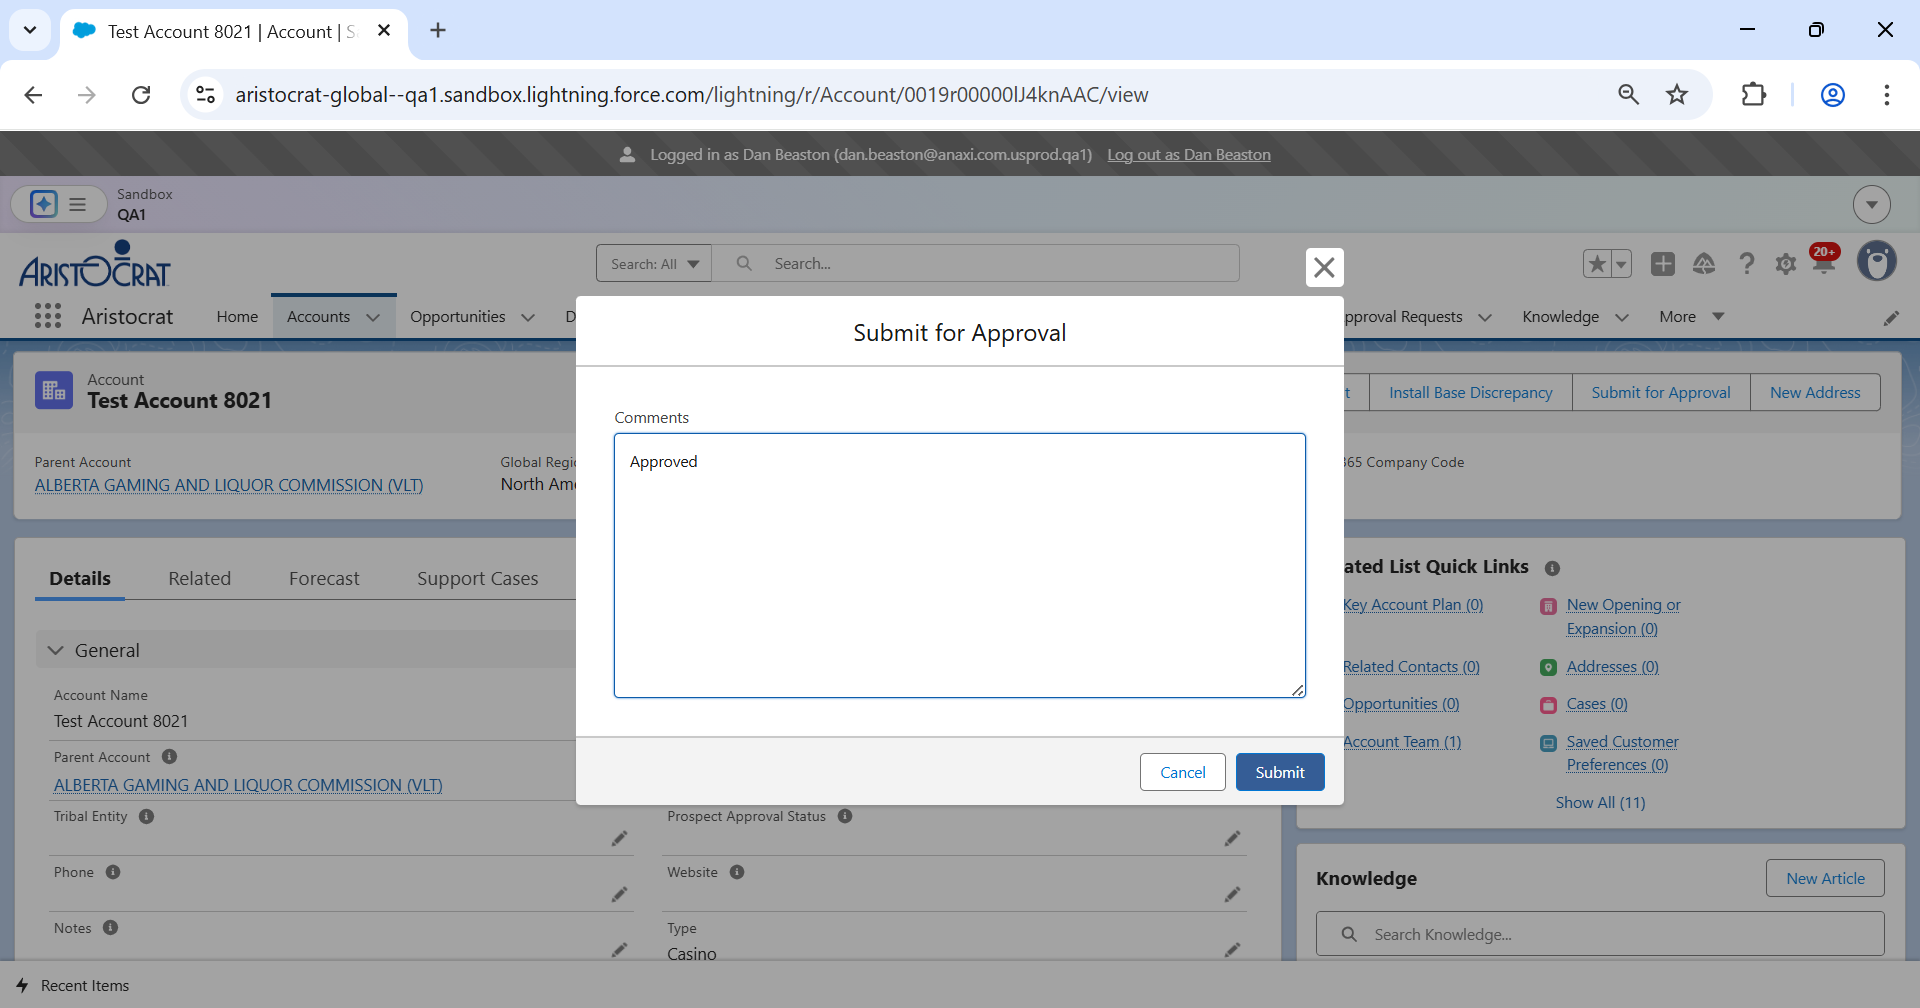 Test Account 8021 | Account | S
aristocrat-global--qa1.sandbox.lightning.force.com/lightning/r/Account/0019r00000lJ4knAAC/view
Logged in as Dan Beaston (dan.beaston@anaxi.com.usprod.qa1) Log out as Dan Beaston
Sandbox
QA1
ARISTOCRAT
Search: All
Search...
20+
Aristocrat
Home
Accounts
Opportunities
D
pproval Requests
Knowledge
More
Account
Test Account 8021
t
Install Base Discrepancy
Submit for Approval
New Address
Parent Account
ALBERTA GAMING AND LIQUOR COMMISSION (VLT)
Global Regi
North Am
365 Company Code
Submit for Approval
Comments
Approved
Cancel
Submit
Details
Related
Forecast
Support Cases
General
Account Name
Test Account 8021
Parent Account
ALBERTA GAMING AND LIQUOR COMMISSION (VLT)
Tribal Entity
Prospect Approval Status
Phone
Website
Notes
Type
Casino
ated List Quick Links
Key Account Plan (0)
New Opening or
Expansion (0)
Related Contacts (0)
Addresses (0)
Opportunities (0)
Cases (0)
Account Team (1)
Saved Customer
Preferences (0)
Show All (11)
Knowledge
New Article
Search Knowledge...
Recent Items